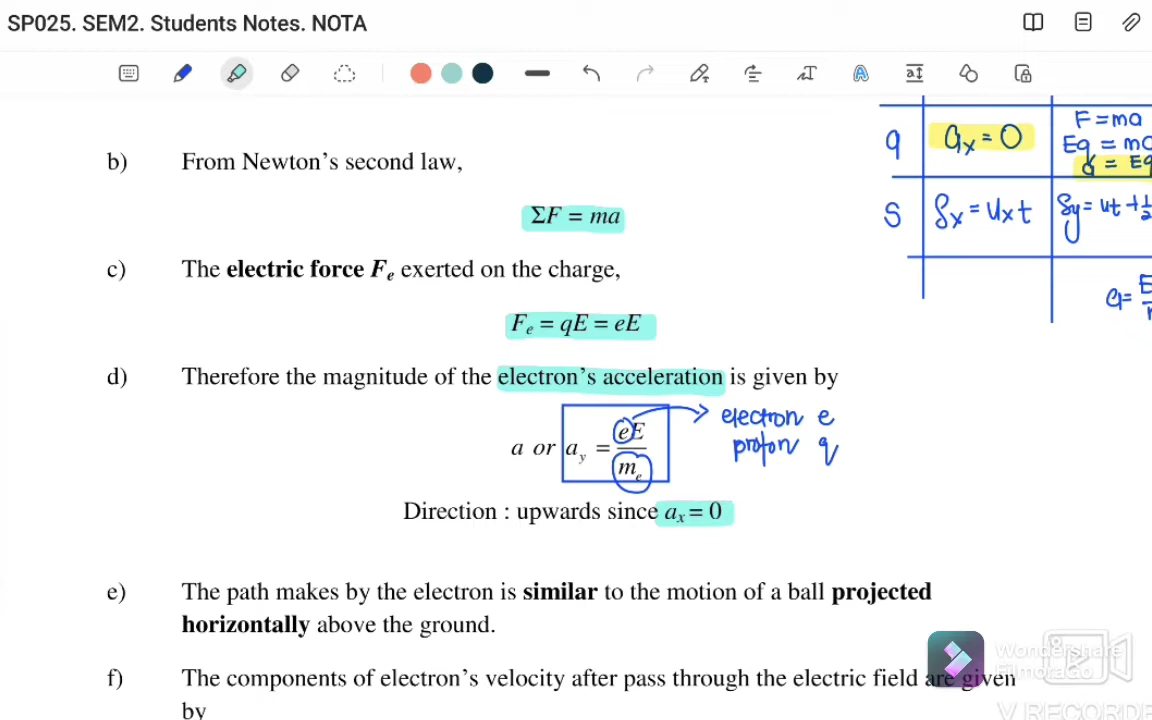 SP025. SEM2. Students Notes. NOTA
F = ma
a ax = 0
b) From Newton's second law,
S Sx = Uxt
ΣF = ma
c) The electric force Fe exerted on the charge,
Fe = qE = eE
d) Therefore the magnitude of the electron's acceleration is given by
electron e
proton q
a or ay = eE / me
Direction : upwards since ax = 0
e) The path makes by the electron is similar to the motion of a ball projected
horizontally above the ground.
Wondershare
Filmora
f) The components of electron's velocity after pass through the electric field are given
by
V RECORDE